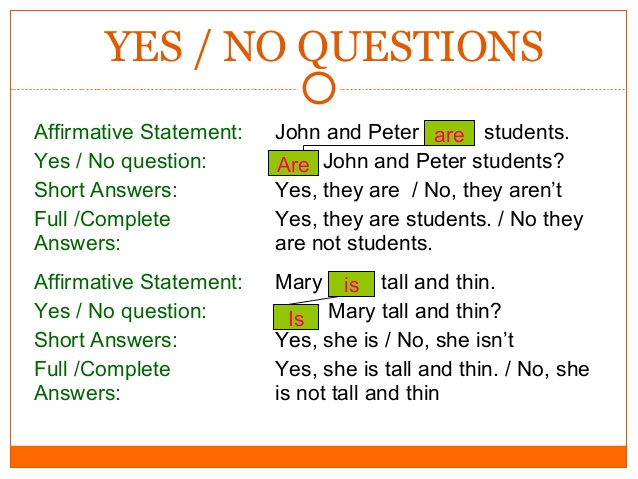 YES / NO QUESTIONS
Affirmative Statement: John and Peter are students.
Yes / No question: Are John and Peter students?
Short Answers: Yes, they are / No, they aren’t
Full /Complete Yes, they are students. / No they
Answers: are not students.
Affirmative Statement: Mary is tall and thin.
Yes / No question: Is Mary tall and thin?
Short Answers: Yes, she is / No, she isn’t
Full /Complete Yes, she is tall and thin. / No, she
Answers: is not tall and thin